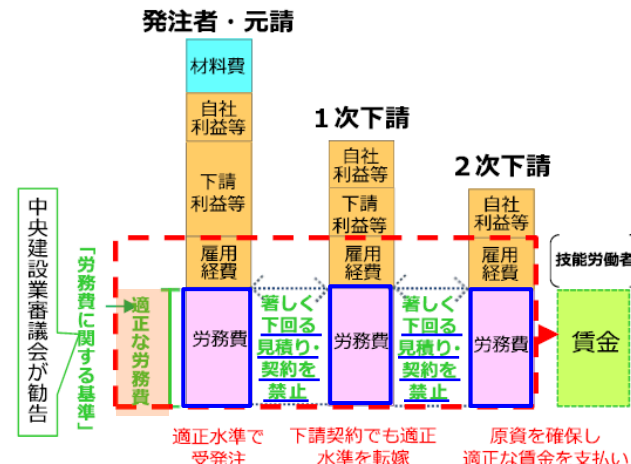 発注者・元請
材料費
自社
利益等
下請
利益等
雇用
経費
労務費
1次下請
自社
利益等
下請
利益等
雇用
経費
労務費
2次下請
自社
利益等
雇用
経費
労務費
技能労働者
賃金
中央建設業審議会が勧告
「労務費に関する基準」
適正な労務費
著しく
下回る
見積り・
契約を
禁止
著しく
下回る
見積り・
契約を
禁止
適正水準で
受発注
下請契約でも適正
水準を転嫁
原資を確保し
適正な賃金を支払い